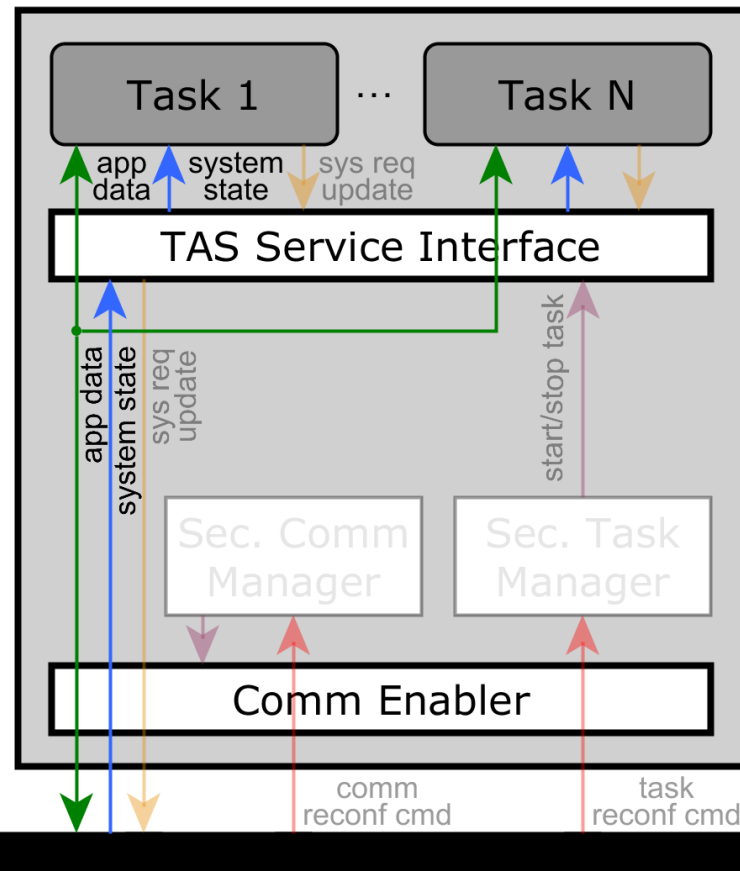 Task 1
...
Task N
app
data
system
state
sys req
update
TAS Service Interface
app data
system state
sys req
update
start/stop task
Sec. Comm
Manager
Sec. Task
Manager
Comm Enabler
comm
reconf cmd
task
reconf cmd